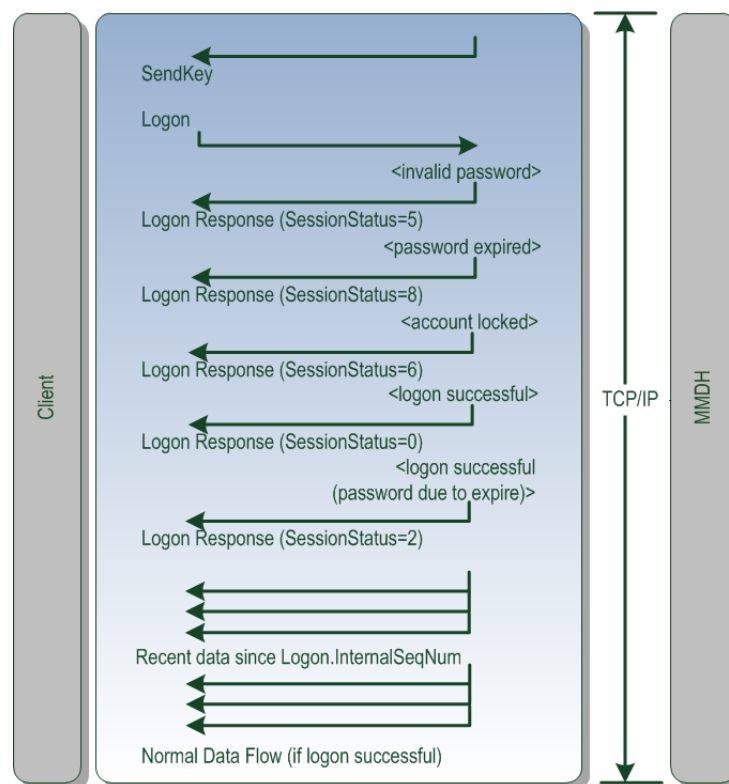 SendKey
Logon
<invalid password>
Logon Response (SessionStatus=5)
<password expired>
Logon Response (SessionStatus=8)
<account locked>
Logon Response (SessionStatus=6)
<logon successful>
Logon Response (SessionStatus=0)
<logon successful
(password due to expire)>
Logon Response (SessionStatus=2)
Recent data since Logon.InternalSeqNum
Normal Data Flow (if logon successful)
Client
TCP/IP
MMDH